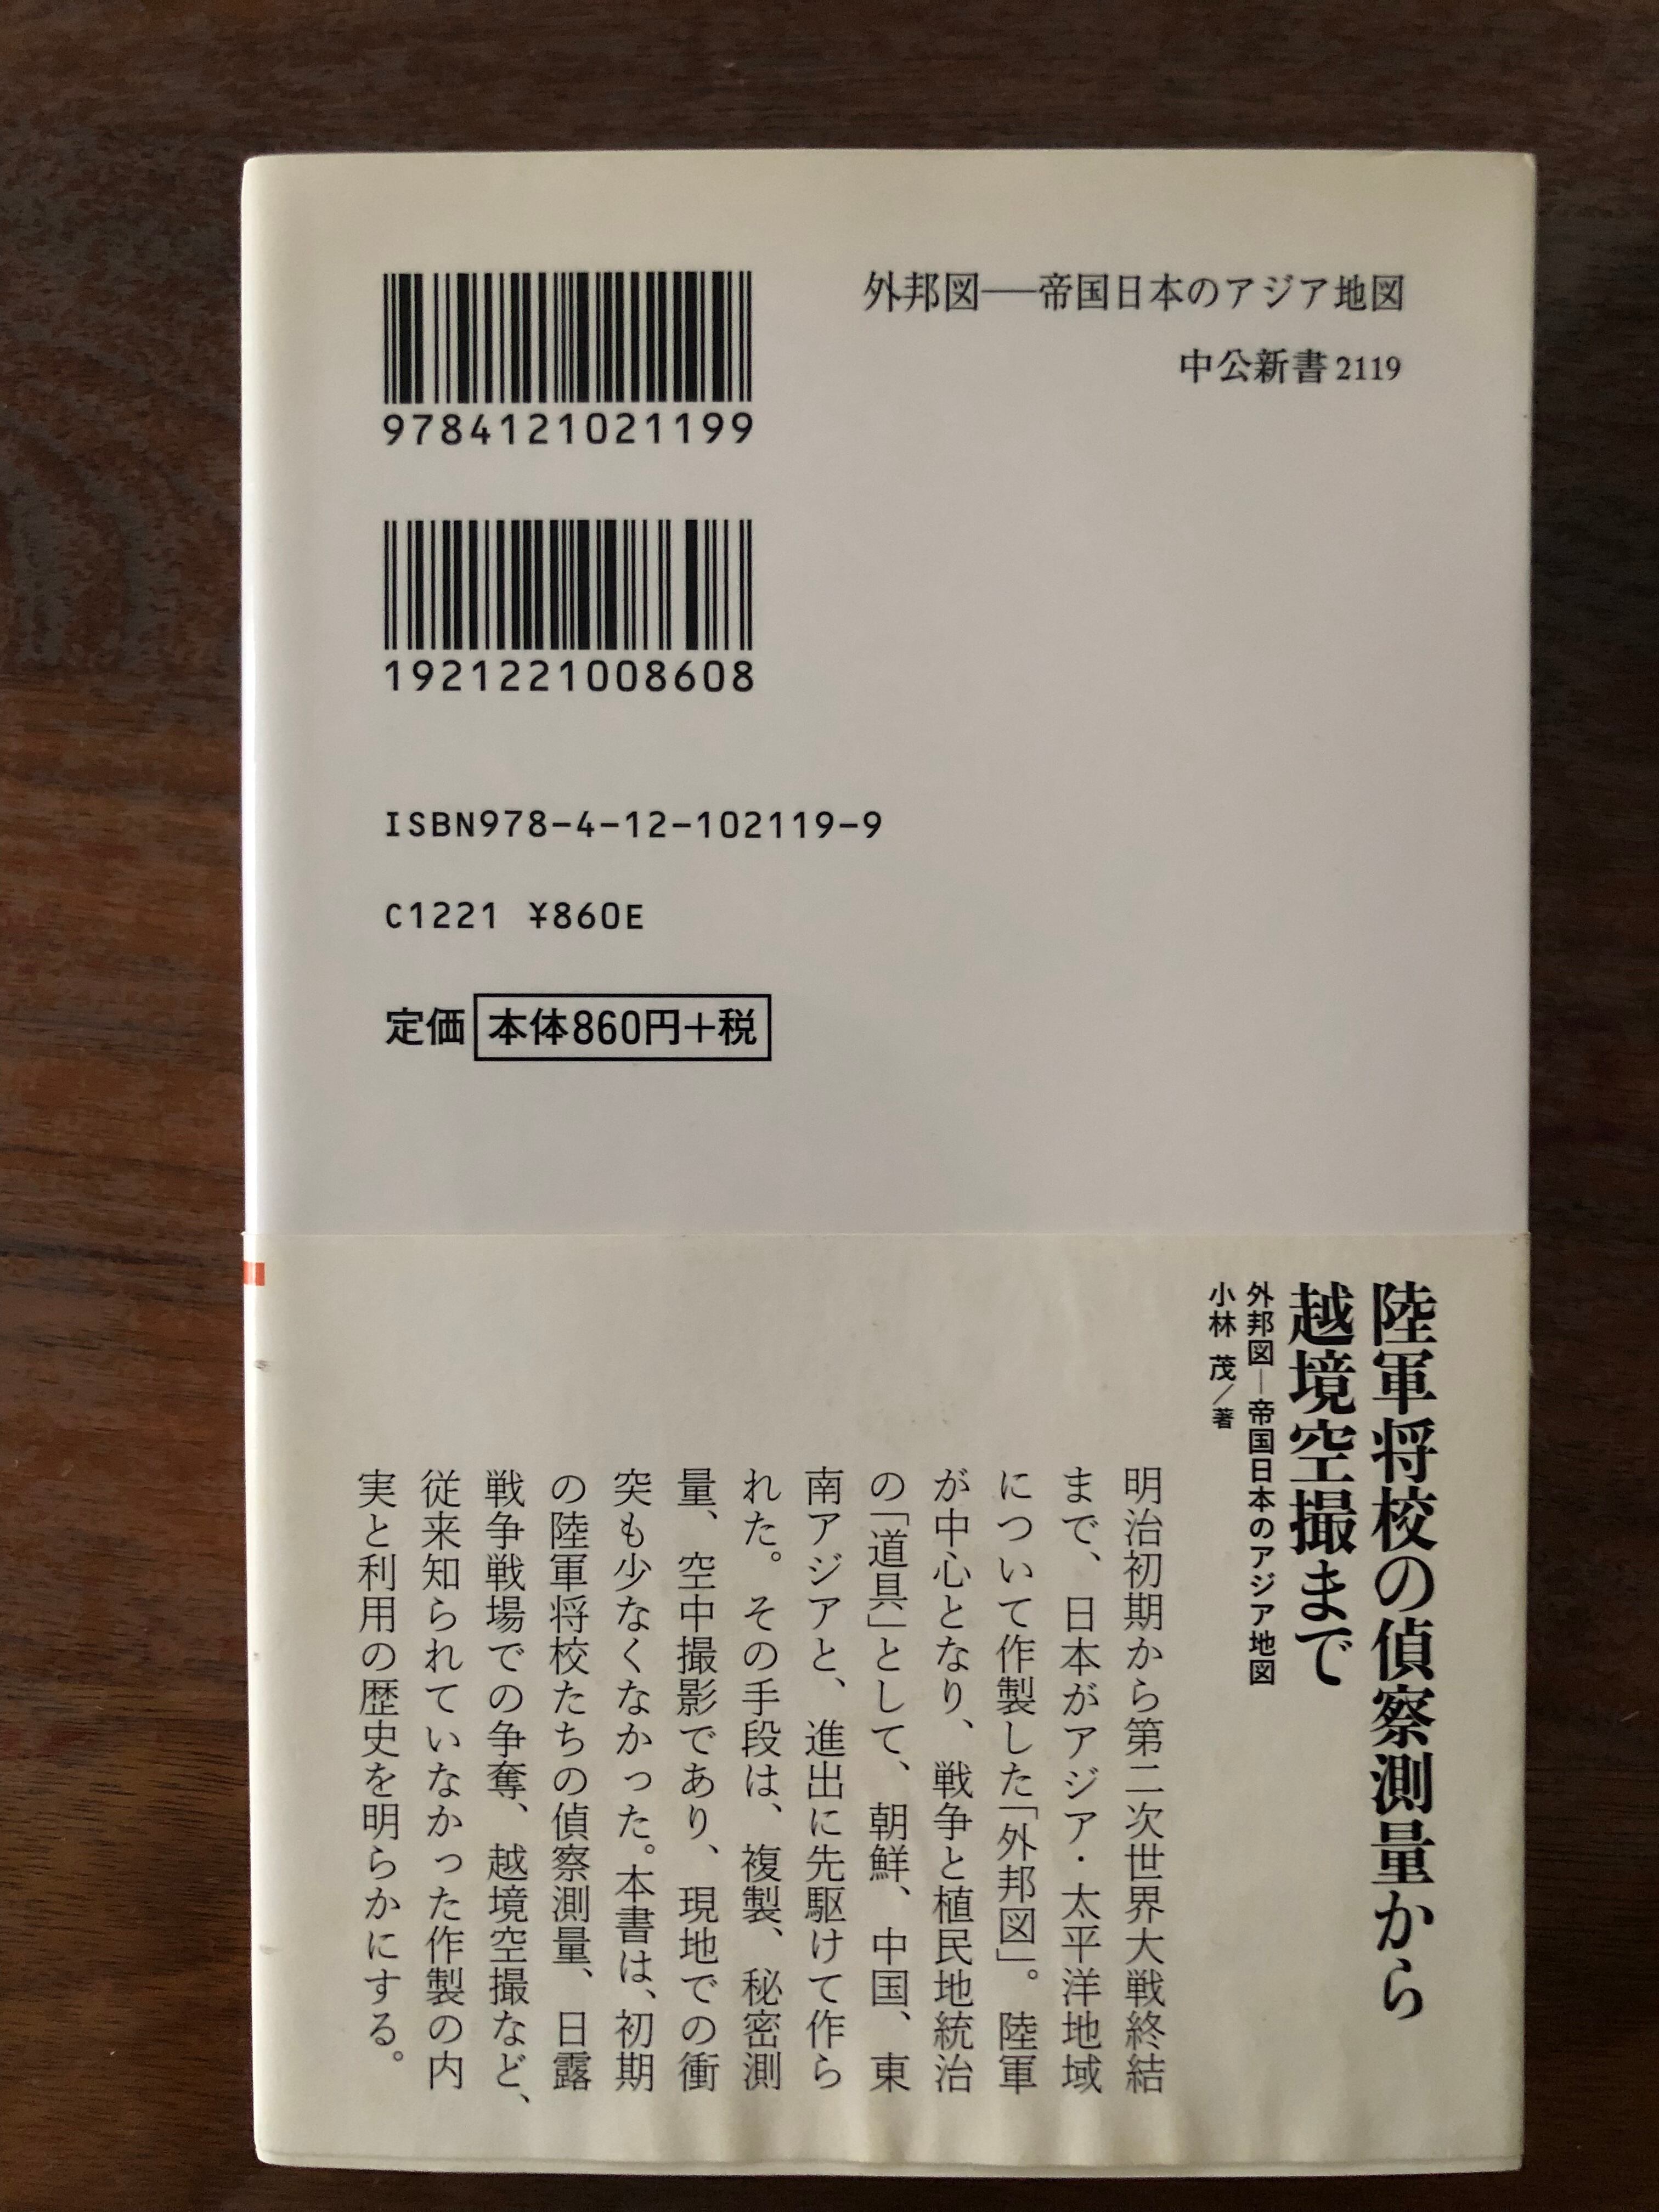 外邦図──帝国日本のアジア地図
中公新書2119
9784121021199
1921221008608
ISBN978-4-12-102119-9
C1221 ¥860E
定価 本体860円+税
陸軍将校の偵察測量から
越境空撮まで
外邦図―帝国日本のアジア地図
小林 茂/著
明治初期から第二次世界大戦終結
まで、日本がアジア・太平洋地域
について作製した「外邦図」。陸軍
が中心となり、戦争と植民地統治
の「道具」として、朝鮮、中国、東
南アジアと、進出に先駆けて作ら
れた。その手段は、複製、秘密測
量、空中撮影であり、現地での衝
突も少なくなかった。本書は、初期
の陸軍将校たちの偵察測量、日露
戦争戦場での争奪、越境空撮など、
従来知られていなかった作製の内
実と利用の歴史を明らかにする。